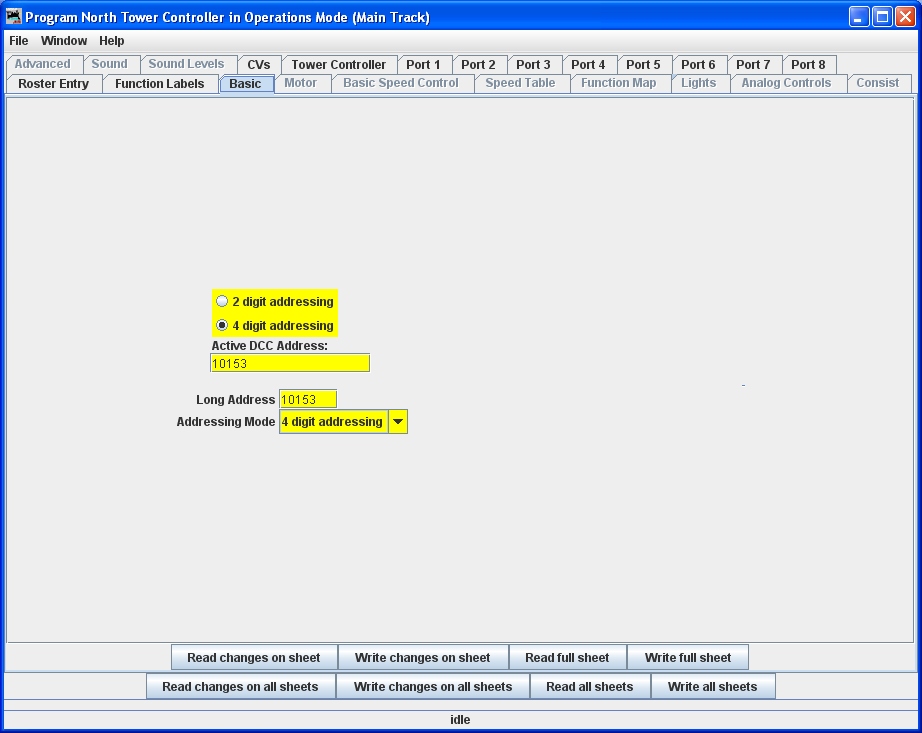 Program North Tower Controller in Operations Mode (Main Track)
File Window Help
Advanced Sound Sound Levels CVs Tower Controller Port 1 Port 2 Port 3 Port 4 Port 5 Port 6 Port 7 Port 8
Roster Entry Function Labels Basic Motor Basic Speed Control Speed Table Function Map Lights Analog Controls Consist
2 digit addressing
4 digit addressing
Active DCC Address:
10153
Long Address 10153
Addressing Mode 4 digit addressing
Read changes on sheet Write changes on sheet Read full sheet Write full sheet
Read changes on all sheets Write changes on all sheets Read all sheets Write all sheets
idle